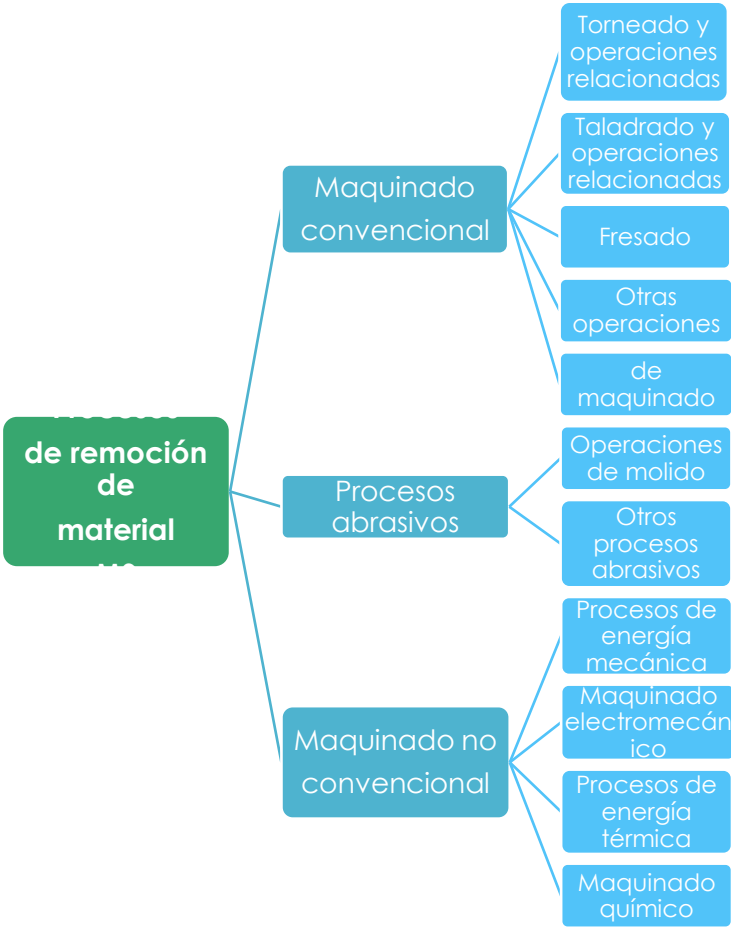 Torneado y
operaciones
relacionadas
Taladrado y
operaciones
relacionadas
Maquinado
convencional
Fresado
Otras
operaciones
de
maquinado
Procesos
de remoción
de
material
Procesos
abrasivos
Operaciones
de molido
Otros
procesos
abrasivos
Maquinado no
convencional
Procesos de
energía
mecánica
Maquinado
electromecán
ico
Procesos de
energía
térmica
Maquinado
químico